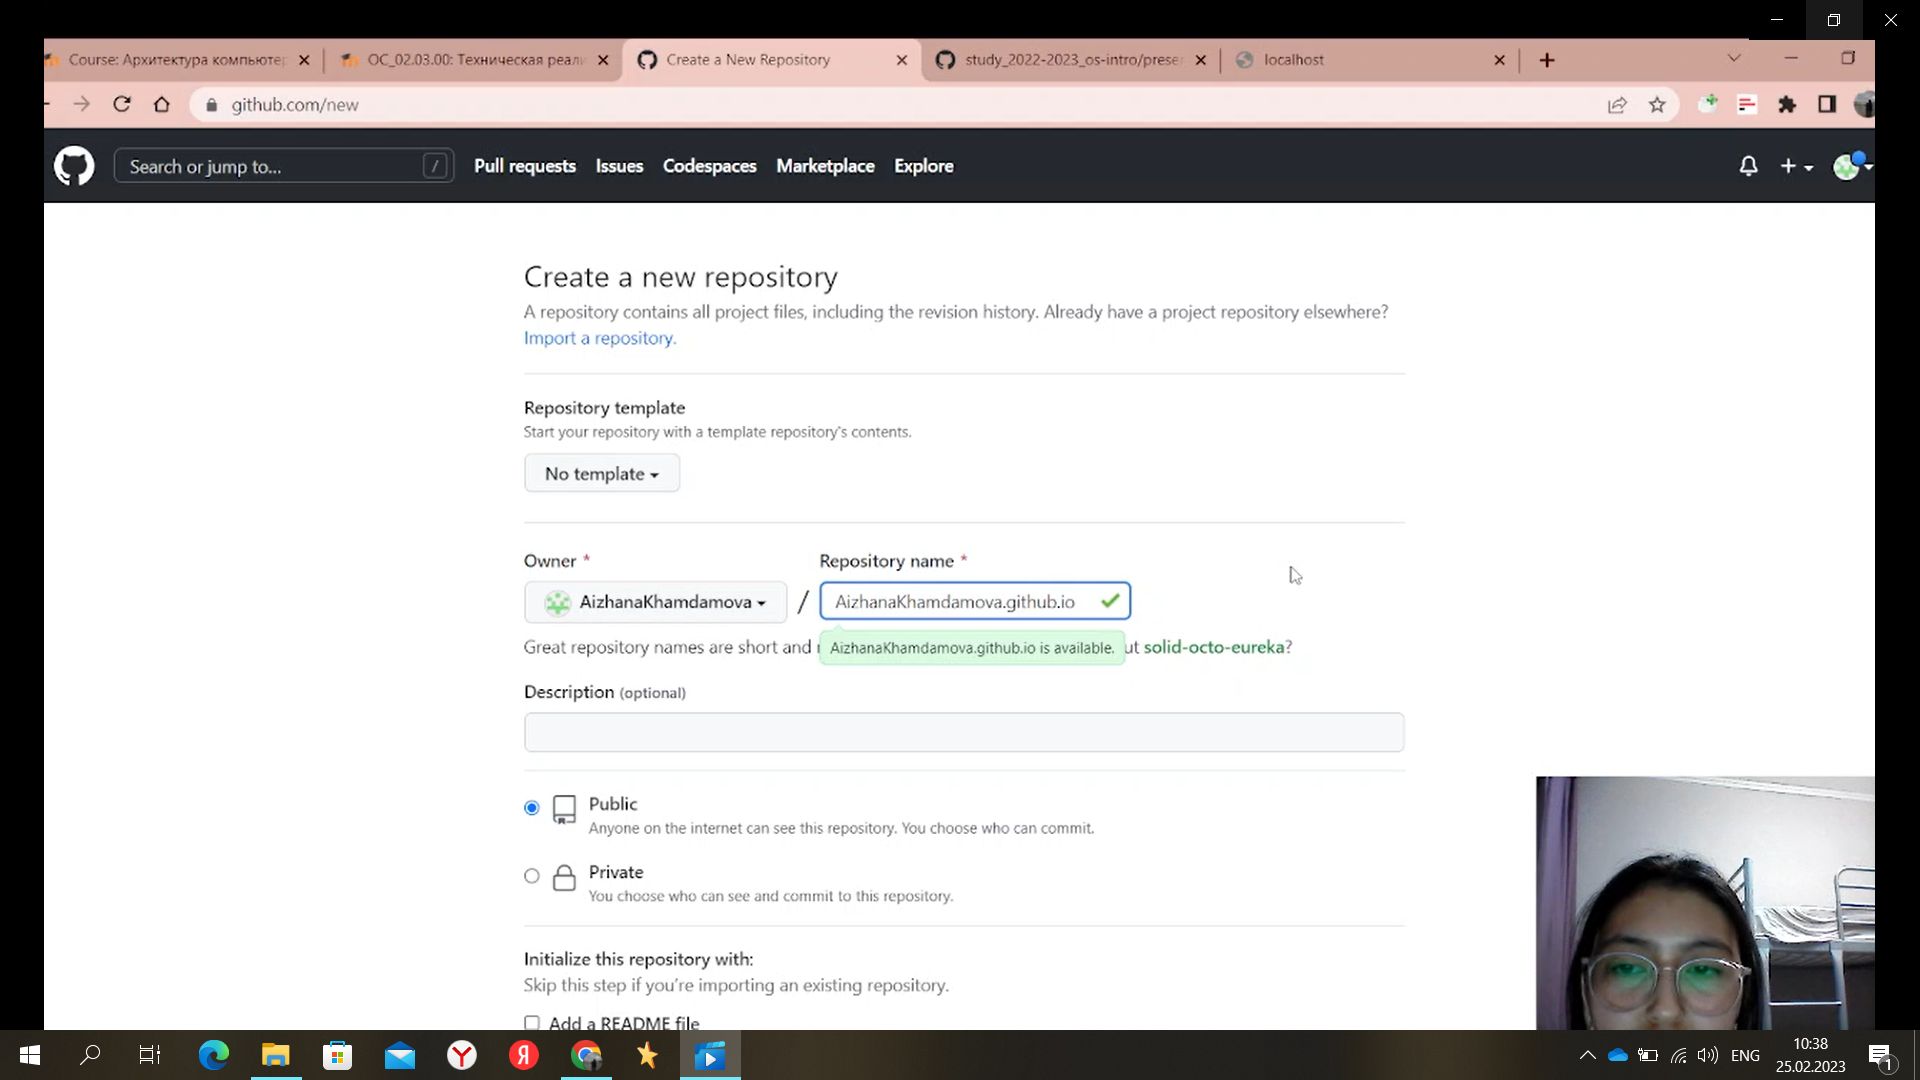 Course: Архитектура компьютер
ОС_02.03.00: Техническая реали
Create a New Repository
study_2022-2023_os-intro/prese
localhost
github.com/new
Search or jump to...
/
Pull requests
Issues
Codespaces
Marketplace
Explore
Create a new repository
A repository contains all project files, including the revision history. Already have a project repository elsewhere?
Import a repository.
Repository template
Start your repository with a template repository's contents.
No template
Owner *
Repository name *
AizhanaKhamdamova
/
AizhanaKhamdamova.github.io
Great repository names are short and
AizhanaKhamdamova.github.io is available.
ut solid-octo-eureka?
Description (optional)
Public
Anyone on the internet can see this repository. You choose who can commit.
Private
You choose who can see and commit to this repository.
Initialize this repository with:
Skip this step if you're importing an existing repository.
Add a README file
ENG
10:38
25.02.2023
1